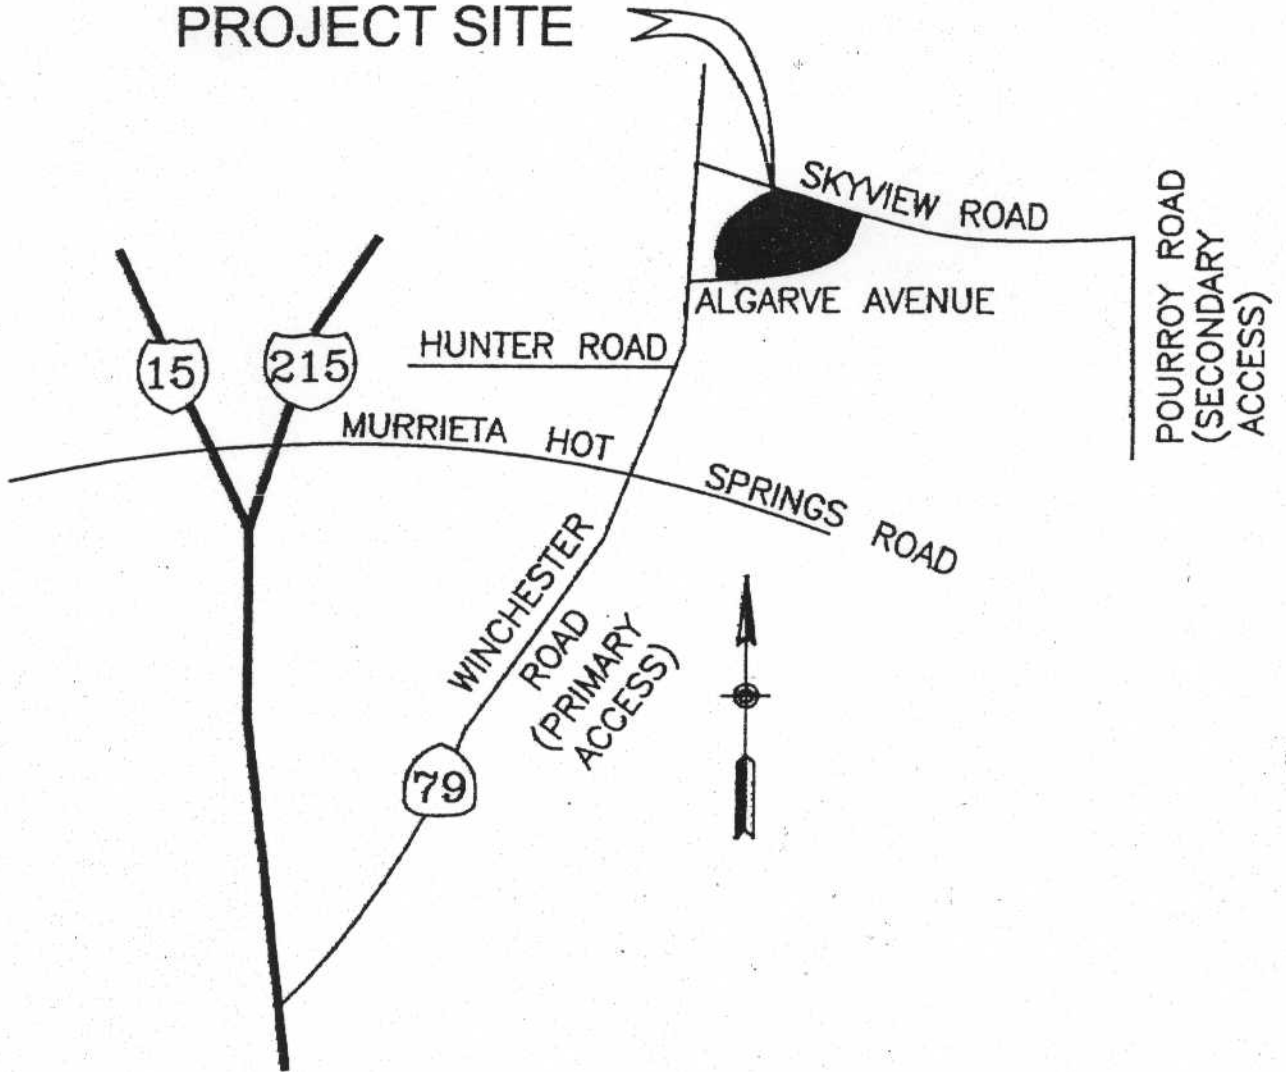 PROJECT SITE
SKYVIEW ROAD
POURROY ROAD
(SECONDARY
ACCESS)
ALGARVE AVENUE
HUNTER ROAD
15
215
MURRIETA HOT SPRINGS ROAD
WINCHESTER
ROAD
(PRIMARY
ACCESS)
79